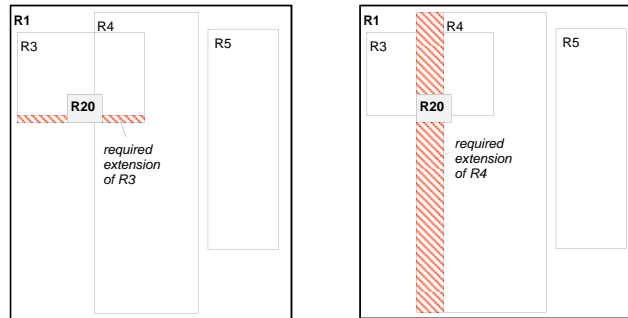 R1
R4
R3
R5
R20
required
extension
of R3
R1
R4
R3
R5
R20
required
extension
of R4